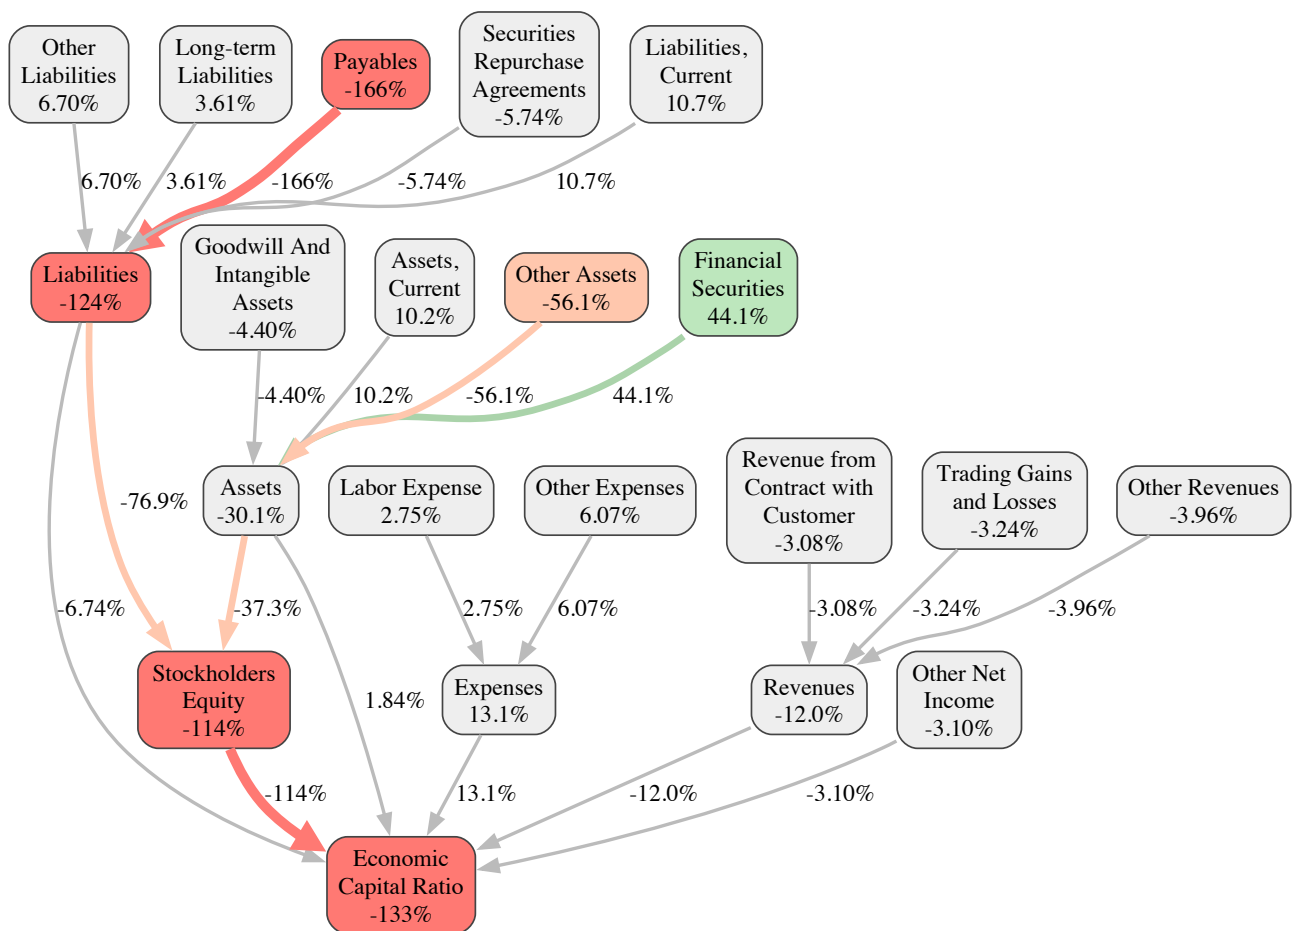 Other
Liabilities
6.70%
Long-term
Liabilities
3.61%
Payables
-166%
Securities
Repurchase
Agreements
-5.74%
Liabilities,
Current
10.7%
6.70%
3.61%
-166%
-5.74%
10.7%
Liabilities
-124%
Goodwill And
Intangible
Assets
-4.40%
Assets,
Current
10.2%
Other Assets
-56.1%
Financial
Securities
44.1%
-4.40%
10.2%
-56.1%
44.1%
-76.9%
Assets
-30.1%
Labor Expense
2.75%
Other Expenses
6.07%
Revenue from
Contract with
Customer
-3.08%
Trading Gains
and Losses
-3.24%
Other Revenues
-3.96%
-6.74%
-37.3%
2.75%
6.07%
-3.08%
-3.24%
-3.96%
Stockholders
Equity
-114%
1.84%
Expenses
13.1%
Revenues
-12.0%
Other Net
Income
-3.10%
-114%
13.1%
-12.0%
-3.10%
Economic
Capital Ratio
-133%